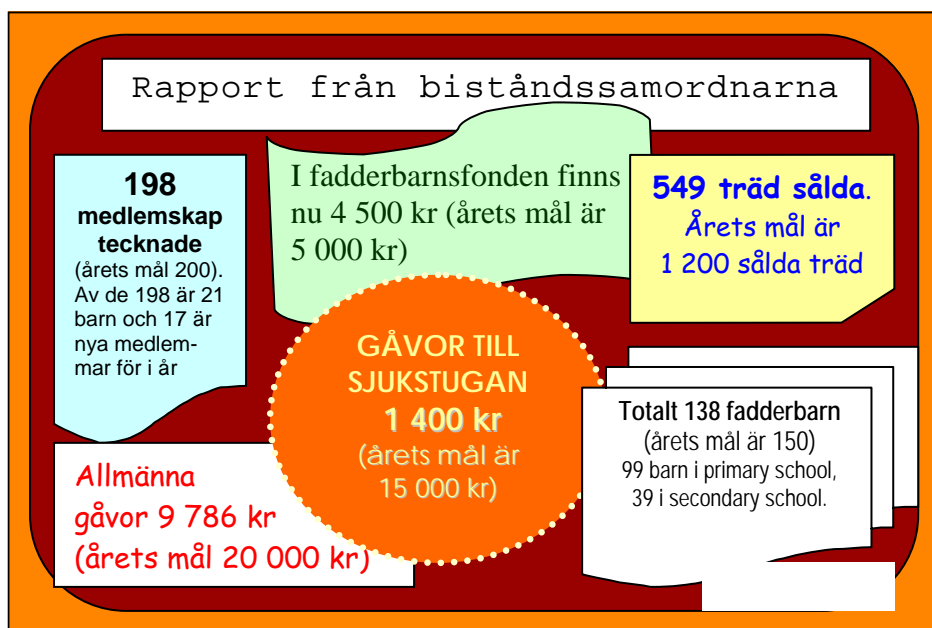 Rapport från biståndssamordnarna
198
medlemskap
tecknade
(årets mål 200).
Av de 198 är 21
barn och 17 är
nya medlem-
mar för i år
I fadderbarnsfonden finns
nu 4 500 kr (årets mål är
5 000 kr)
549 träd sålda.
Årets mål är
1 200 sålda träd
GÅVOR TILL
SJUKSTUGAN
1 400 kr
(årets mål är
15 000 kr)
Totalt 138 fadderbarn
(årets mål är 150)
99 barn i primary school,
39 i secondary school.
Allmänna
gåvor 9 786 kr
(årets mål 20 000 kr)